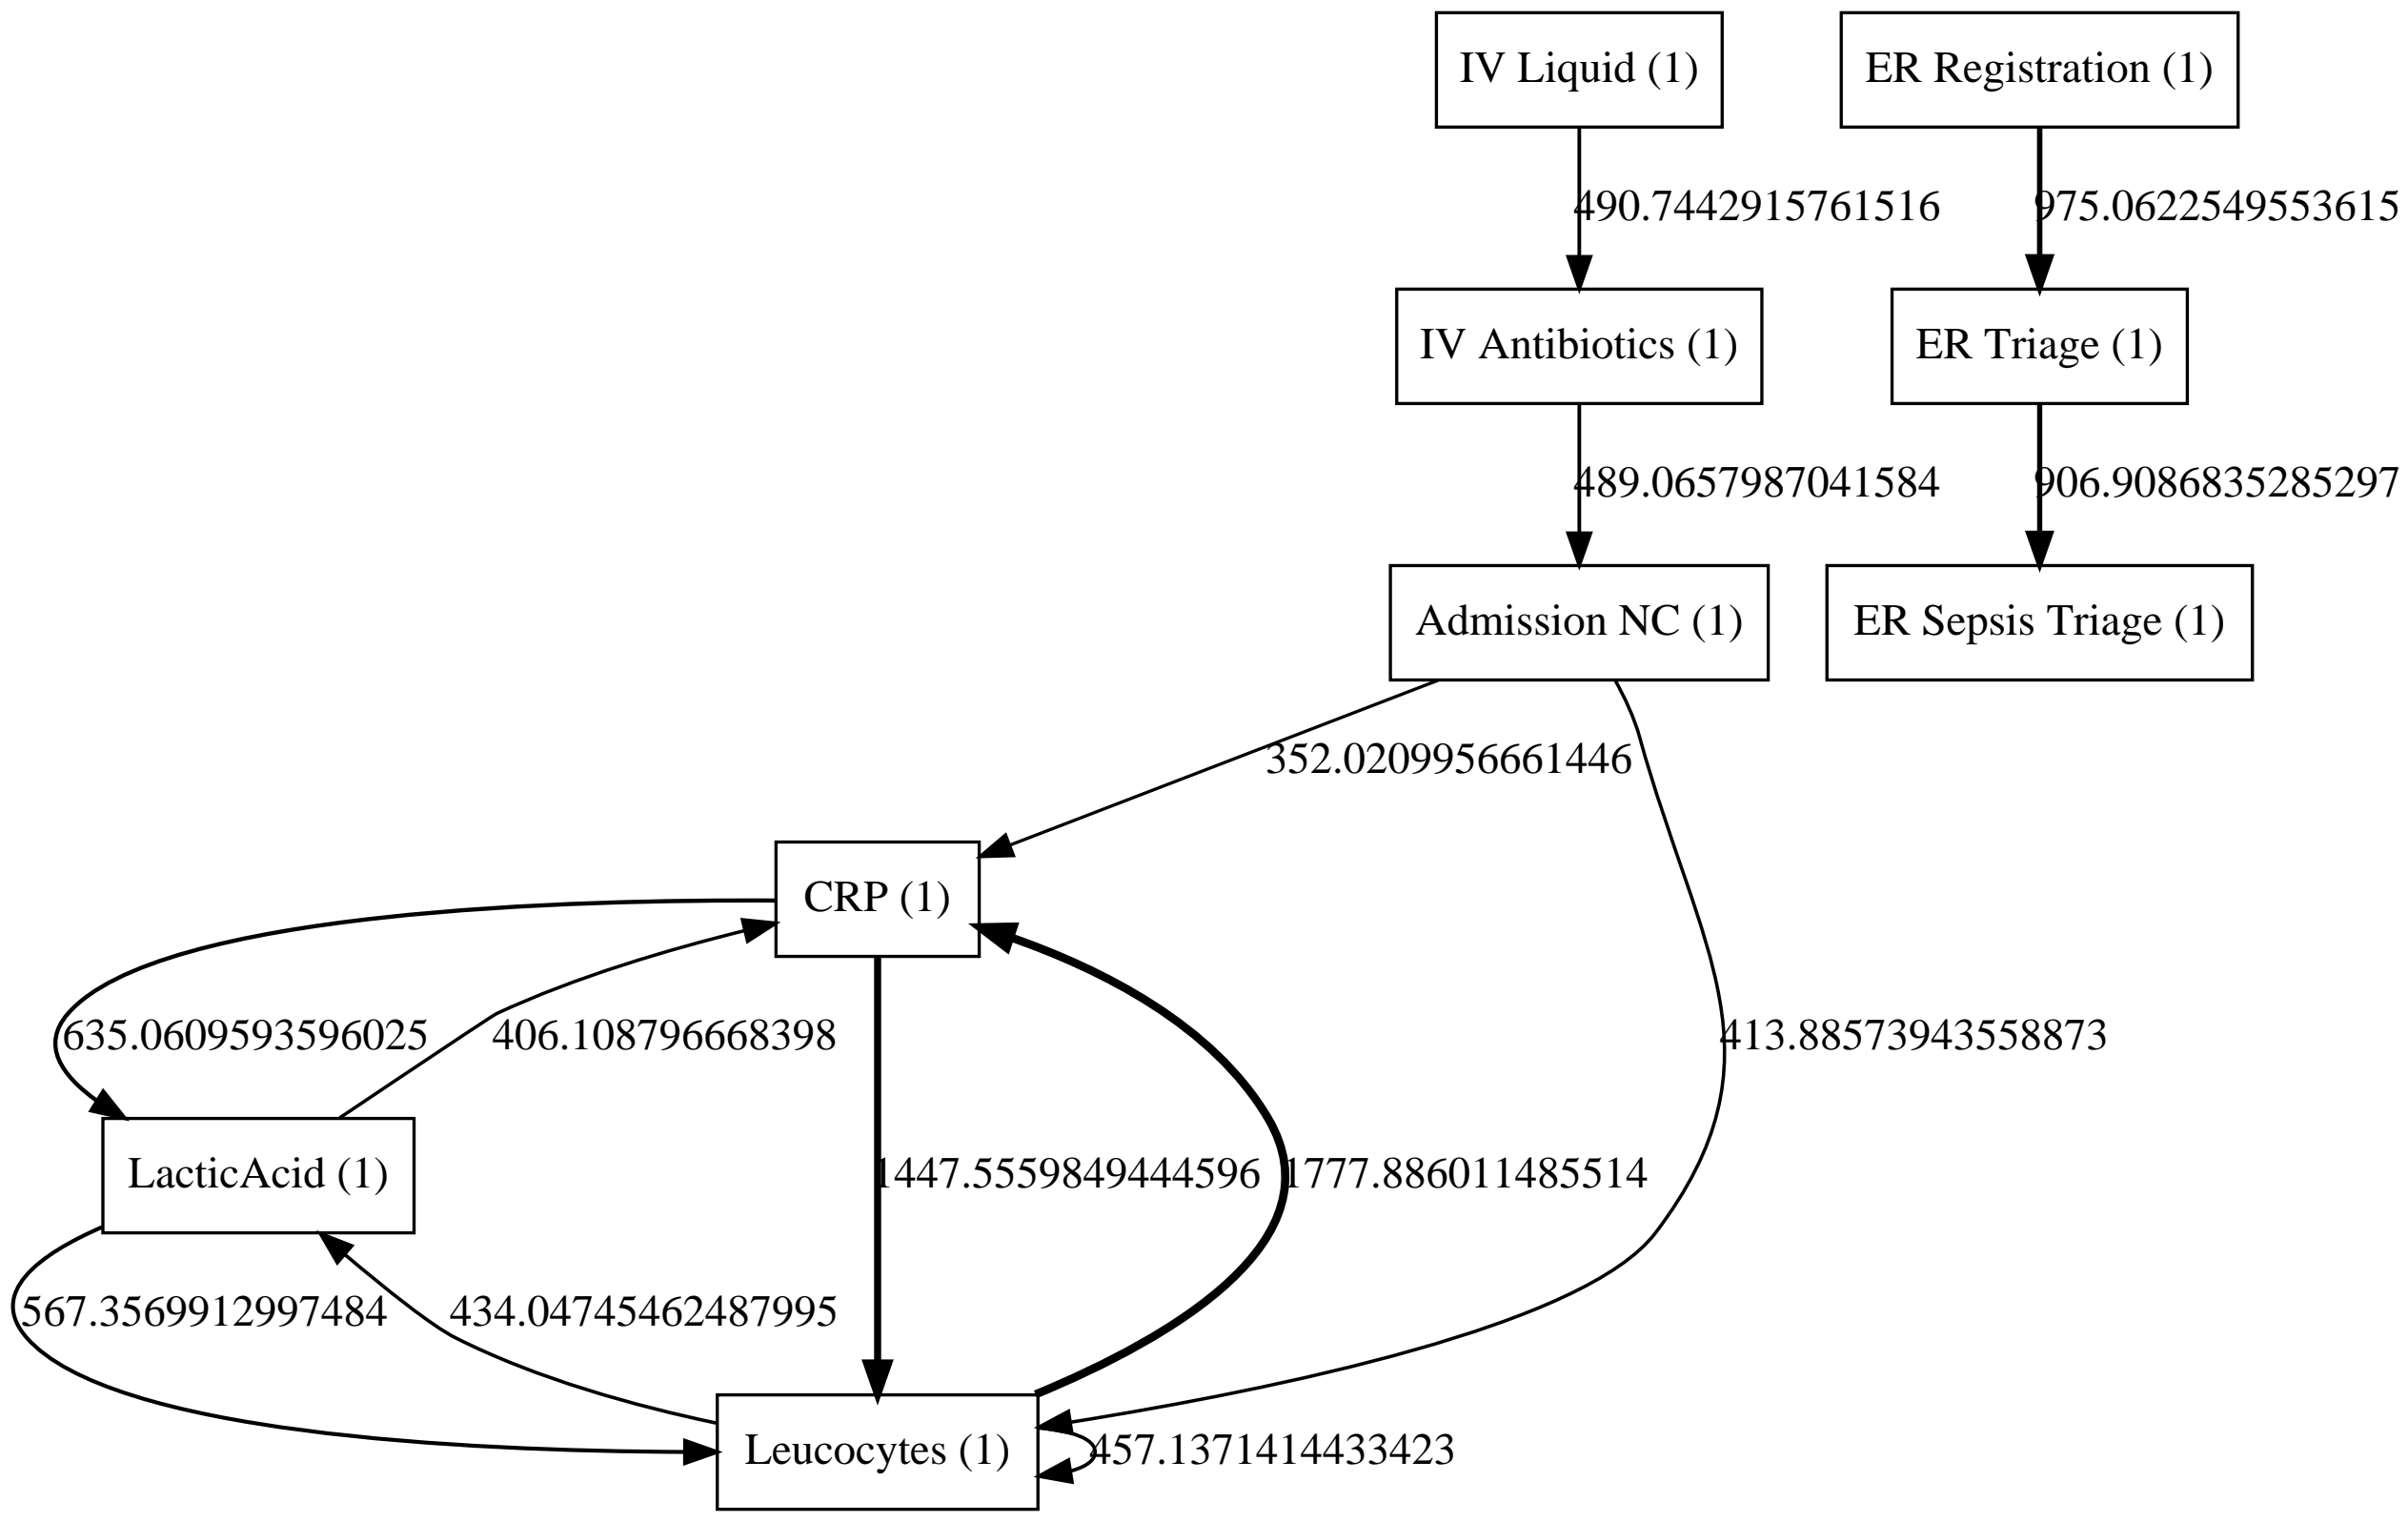 IV Liquid (1)
ER Registration (1)
490.7442915761516
975.0622549553615
IV Antibiotics (1)
ER Triage (1)
489.0657987041584
906.9086835285297
Admission NC (1)
ER Sepsis Triage (1)
352.0209956661446
CRP (1)
635.0609593596025
406.108796668398
413.88573943558873
LacticAcid (1)
1447.5559849444596
1777.886011485514
567.3569912997484
434.04745462487995
Leucocytes (1)
457.1371414433423